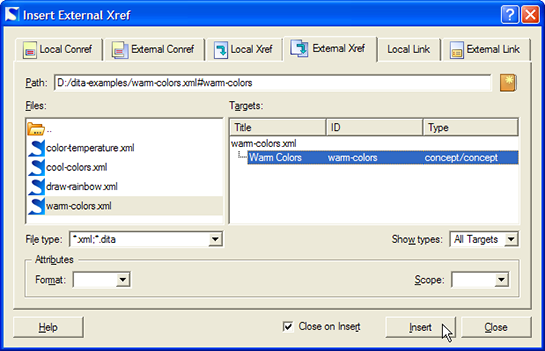 Insert External Xref
Local Conref External Conref Local Xref External Xref Local Link External Link
Path: D:/dita-examples/warm-colors.xml#warm-colors
Files: Targets:
.. Title ID Type
color-temperature.xml warm-colors.xml
cool-colors.xml Warm Colors warm-colors concept/concept
draw-rainbow.xml
warm-colors.xml
File type: *.xml;*.dita Show types: All Targets
Attributes
Format: Scope:
Help Close on Insert Insert Close